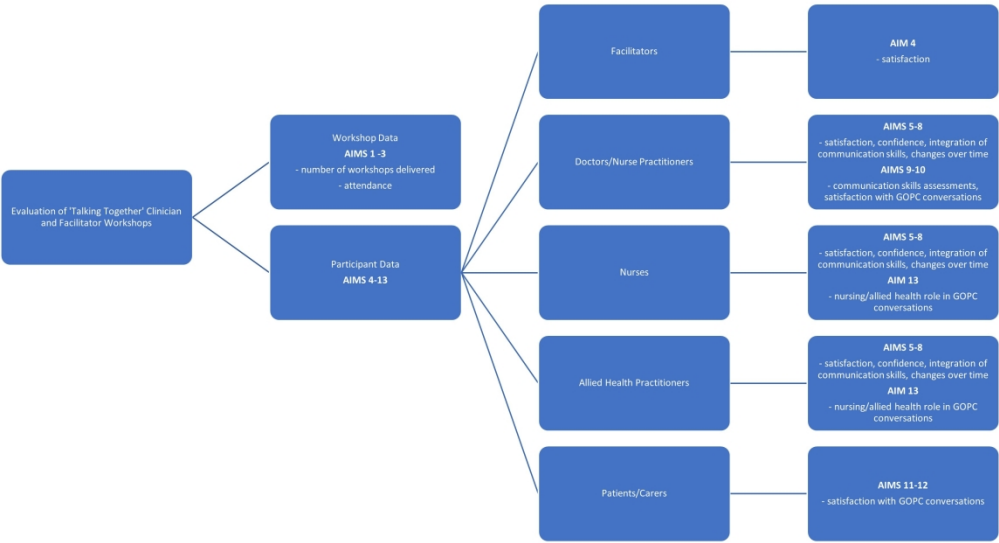 Evaluation of 'Talking Together' Clinician
and Facilitator Workshops
Workshop Data
AIMS 1 -3
- number of workshops delivered
- attendance
Participant Data
AIMS 4-13
Facilitators
AIM 4
- satisfaction
Doctors/Nurse Practitioners
AIMS 5-8
- satisfaction, confidence, integration of
communication skills, changes over time
AIMS 9-10
- communication skills assessments,
satisfaction with GOPC conversations
Nurses
AIMS 5-8
- satisfaction, confidence, integration of
communication skills, changes over time
AIM 13
- nursing/allied health role in GOPC
conversations
Allied Health Practitioners
AIMS 5-8
- satisfaction, confidence, integration of
communication skills, changes over time
AIM 13
- nursing/allied health role in GOPC
conversations
Patients/Carers
AIMS 11-12
- satisfaction with GOPC conversations